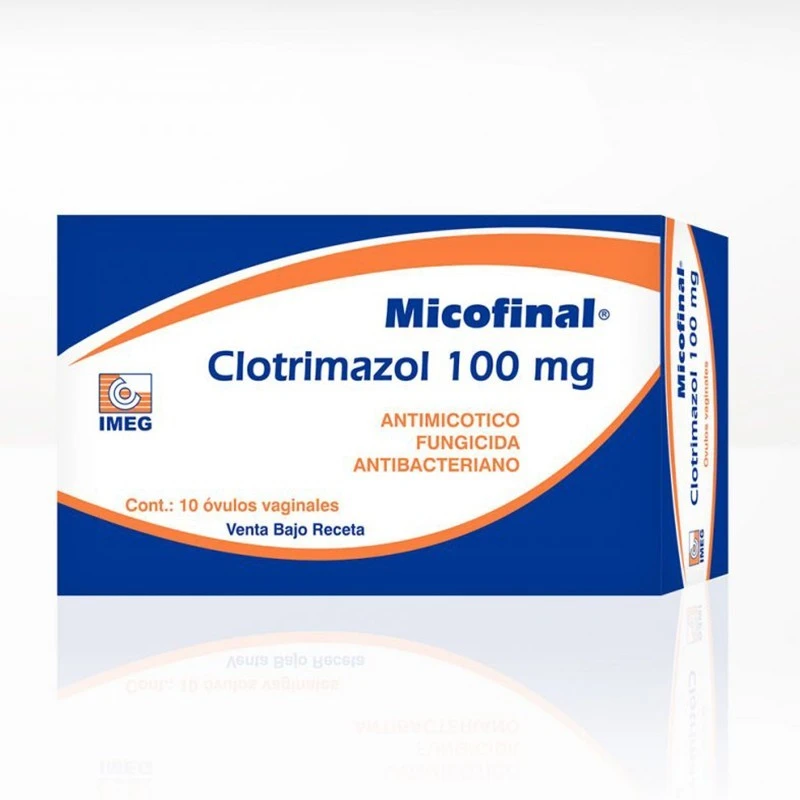 Micofinal®
Clotrimazol 100 mg
IMEG
ANTIMICOTICO
FUNGICIDA
ANTIBACTERIANO
Cont.: 10 óvulos vaginales
Venta Bajo Receta
Micofinal®
Clotrimazol 100 mg
Óvulos vaginales
IMEG